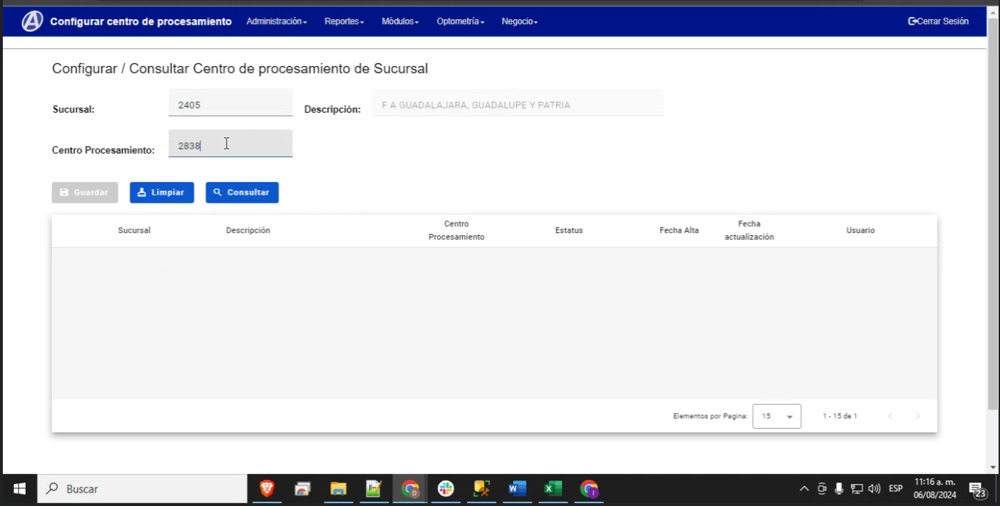 Configurar centro de procesamiento Administración Reportes Módulos Optometría Negocio Cerrar Sesión
Configurar / Consultar Centro de procesamiento de Sucursal
Sucursal: 2405 Descripción: F A GUADALAJARA, GUADALUPE Y PATRIA
Centro Procesamiento: 2838
Guardar Limpiar Consultar
Sucursal Descripción Centro Procesamiento Estatus Fecha Alta Fecha actualización Usuario
Elementos por Pagina: 15 1 - 15 de 1
Buscar ESP 11:16 a. m.
06/08/2024
23